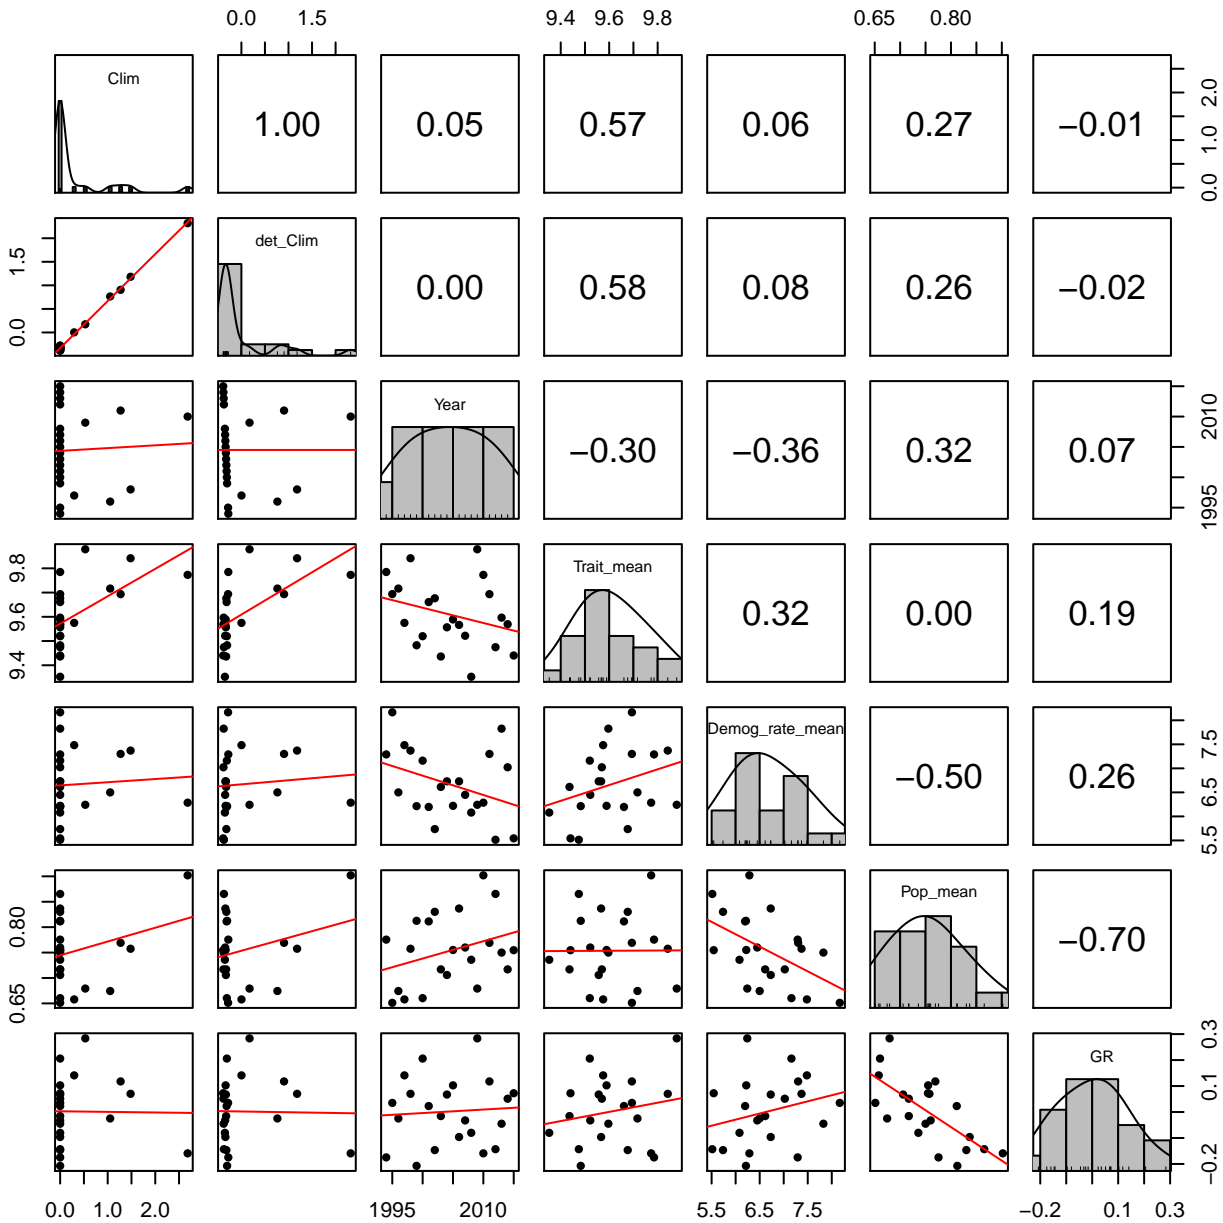 0.0 1.5 9.4 9.6 9.8 0.65 0.80
Clim 1.00 0.05 0.57 0.06 0.27 −0.01
0.0 1.0 2.0
det_Clim 0.00 0.58 0.08 0.26 −0.02
0.0 1.5
Year −0.30 −0.36 0.32 0.07
1995 2010
Trait_mean 0.32 0.00 0.19
9.4 9.6 9.8
Demog_rate_mean −0.50 0.26
5.5 6.5 7.5
Pop_mean −0.70
0.65 0.80
GR
−0.2 0.1 0.3
0.0 1.0 2.0 1995 2010 5.5 6.5 7.5 −0.2 0.1 0.3